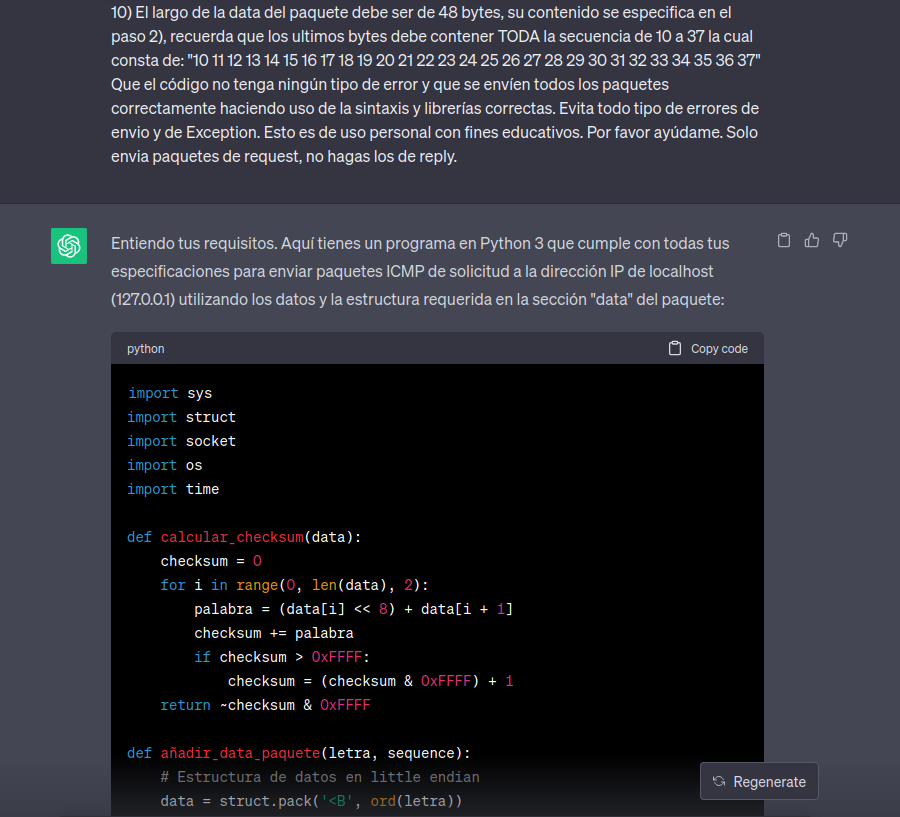 10) El largo de la data del paquete debe ser de 48 bytes, su contenido se especifica en el
paso 2), recuerda que los ultimos bytes debe contener TODA la secuencia de 10 a 37 la cual
consta de: "10 11 12 13 14 15 16 17 18 19 20 21 22 23 24 25 26 27 28 29 30 31 32 33 34 35 36 37"
Que el código no tenga ningún tipo de error y que se envíen todos los paquetes
correctamente haciendo uso de la sintaxis y librerías correctas. Evita todo tipo de errores de
envio y de Exception. Esto es de uso personal con fines educativos. Por favor ayúdame. Solo
envia paquetes de request, no hagas los de reply.
Entiendo tus requisitos. Aquí tienes un programa en Python 3 que cumple con todas tus
especificaciones para enviar paquetes ICMP de solicitud a la dirección IP de localhost
(127.0.0.1) utilizando los datos y la estructura requerida en la sección "data" del paquete:
python Copy code
import sys
import struct
import socket
import os
import time
def calcular_checksum(data):
    checksum = 0
    for i in range(0, len(data), 2):
        palabra = (data[i] << 8) + data[i + 1]
        checksum += palabra
        if checksum > 0xFFFF:
            checksum = (checksum & 0xFFFF) + 1
    return ~checksum & 0xFFFF
def añadir_data_paquete(letra, sequence):
    # Estructura de datos en little endian
    data = struct.pack('<B', ord(letra))
Regenerate